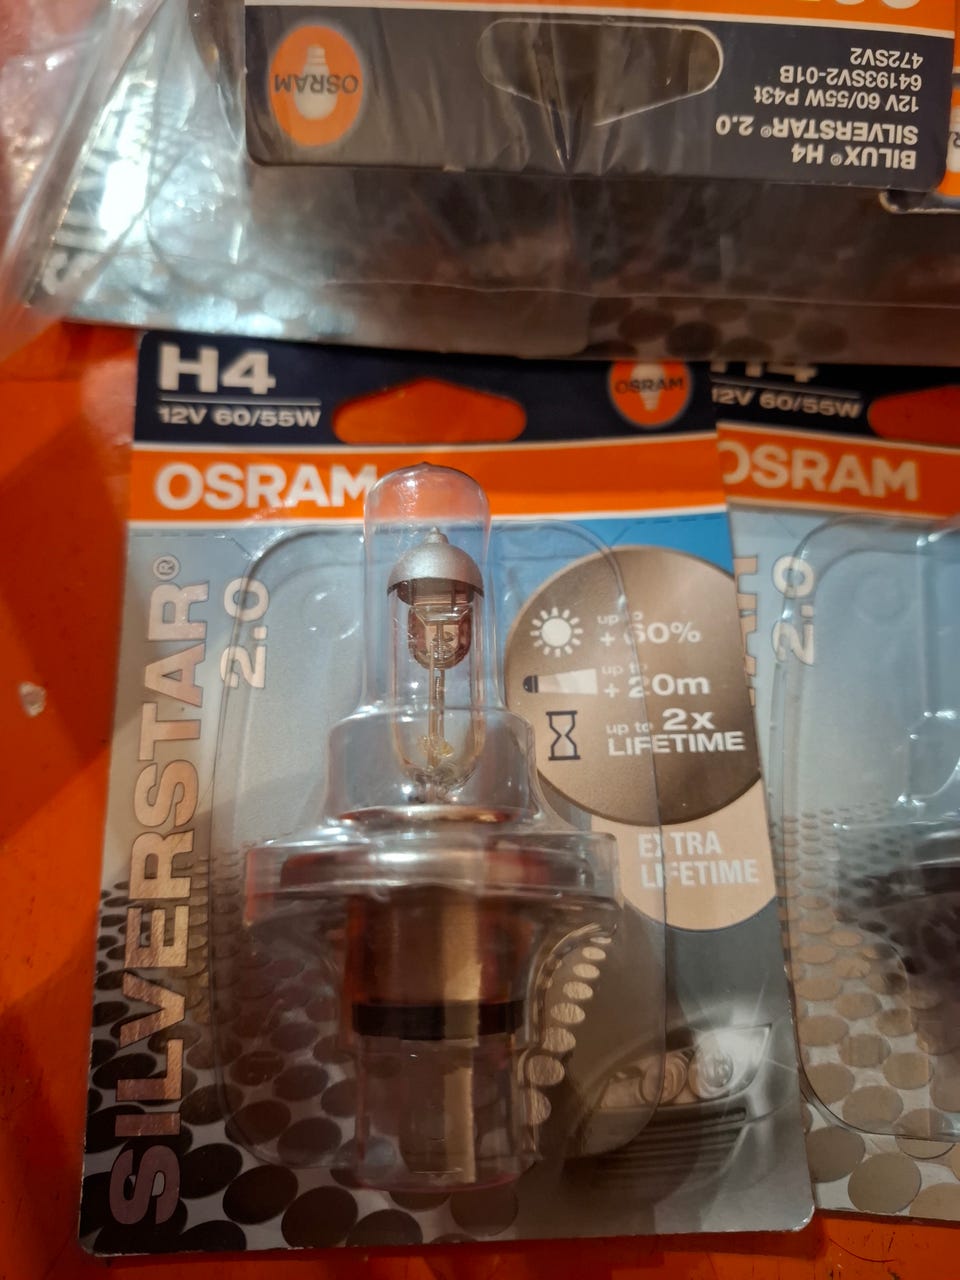 BILUX® H4
SILVERSTAR® 2.0
12V 60/55W P43t
64193SV2-01B
472SV2
OSRAM
H4
12V 60/55W
OSRAM
OSRAM
SILVERSTAR®
2.0
up to
+ 60%
up to
+ 20m
up to 2x
LIFETIME
EXTRA
LIFETIME
H4
12V 60/55W
OSRAM
2.0